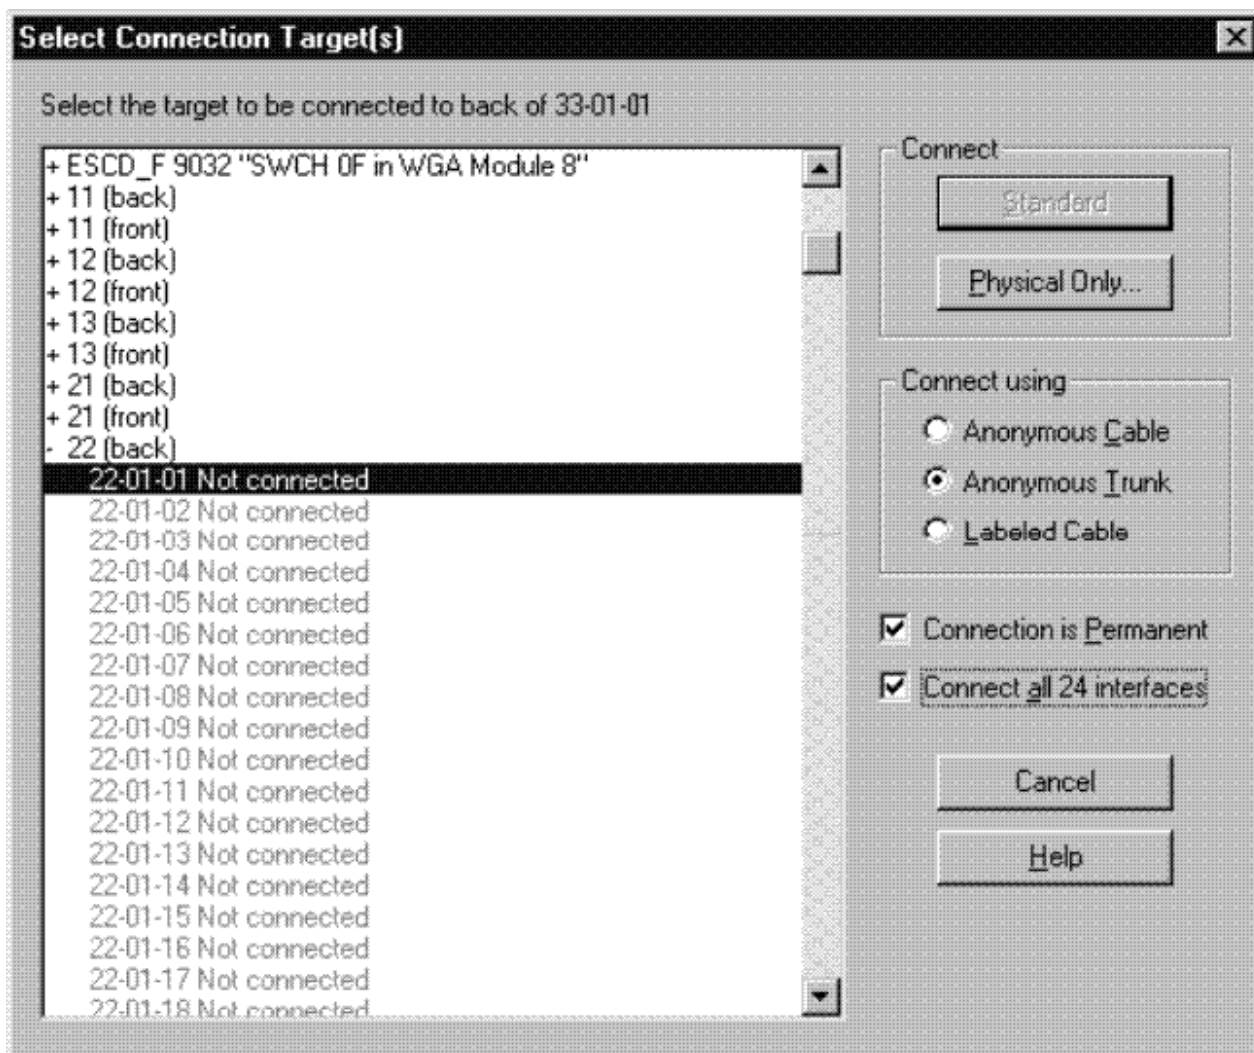 Select Connection Target(s)
Select the target to be connected to back of 33-01-01
+ ESCD_F 9032 "SWCH 0F in WGA Module 8"
+ 11 (back)
+ 11 (front)
+ 12 (back)
+ 12 (front)
+ 13 (back)
+ 13 (front)
+ 21 (back)
+ 21 (front)
- 22 (back)
22-01-01 Not connected
22-01-02 Not connected
22-01-03 Not connected
22-01-04 Not connected
22-01-05 Not connected
22-01-06 Not connected
22-01-07 Not connected
22-01-08 Not connected
22-01-09 Not connected
22-01-10 Not connected
22-01-11 Not connected
22-01-12 Not connected
22-01-13 Not connected
22-01-14 Not connected
22-01-15 Not connected
22-01-16 Not connected
22-01-17 Not connected
22-01-18 Not connected
Connect
Standard
Physical Only...
Connect using
Anonymous Cable
Anonymous Trunk
Labeled Cable
Connection is Permanent
Connect all 24 interfaces
Cancel
Help